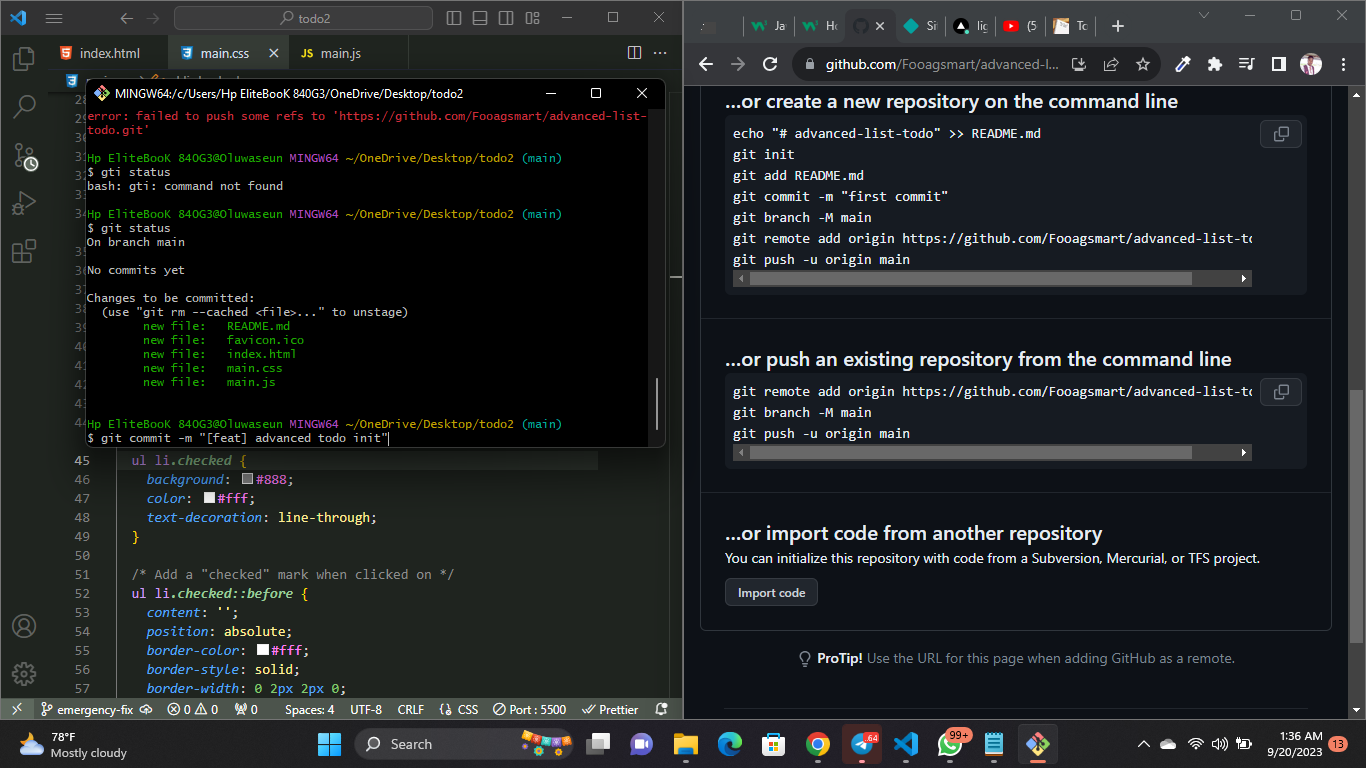 todo2
index.html
main.css
main.js
28
MINGW64:/c/Users/Hp EliteBooK 840G3/OneDrive/Desktop/todo2
error: failed to push some refs to 'https://github.com/Fooagsmart/advanced-list-
todo.git'
Hp EliteBooK 840G3@Oluwaseun MINGW64 ~/OneDrive/Desktop/todo2 (main)
$ gti status
bash: gti: command not found
Hp EliteBooK 840G3@Oluwaseun MINGW64 ~/OneDrive/Desktop/todo2 (main)
$ git status
On branch main
No commits yet
Changes to be committed:
(use "git rm --cached <file>..." to unstage)
new file: README.md
new file: favicon.ico
new file: index.html
new file: main.css
new file: main.js
Hp EliteBooK 840G3@Oluwaseun MINGW64 ~/OneDrive/Desktop/todo2 (main)
$ git commit -m "[feat] advanced todo init"
45 ul li.checked {
46 background: #888;
47 color: #fff;
48 text-decoration: line-through;
49 }
50
51 /* Add a "checked" mark when clicked on */
52 ul li.checked::before {
53 content: '';
54 position: absolute;
55 border-color: #fff;
56 border-style: solid;
57 border-width: 0 2px 2px 0;
emergency-fix 0 0 0 Spaces: 4 UTF-8 CRLF {} CSS Port : 5500 Prettier
Ja
Ho
Si
lig
(5
To
github.com/Fooagsmart/advanced-l...
...or create a new repository on the command line
echo "# advanced-list-todo" >> README.md
git init
git add README.md
git commit -m "first commit"
git branch -M main
git remote add origin https://github.com/Fooagsmart/advanced-list-to
git push -u origin main
...or push an existing repository from the command line
git remote add origin https://github.com/Fooagsmart/advanced-list-to
git branch -M main
git push -u origin main
...or import code from another repository
You can initialize this repository with code from a Subversion, Mercurial, or TFS project.
Import code
ProTip! Use the URL for this page when adding GitHub as a remote.
78°F
Mostly cloudy
Search
64
99+
1:36 AM
9/20/2023
13